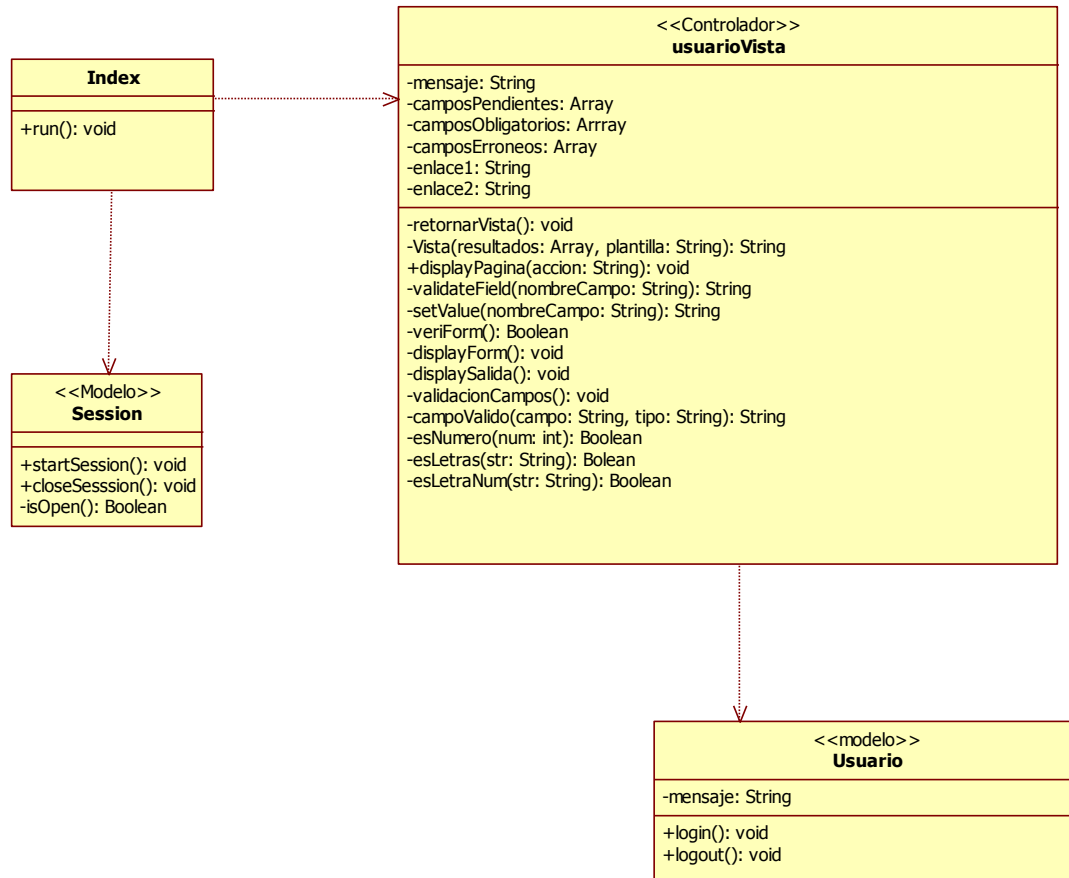 Index
+run(): void
<<Controlador>>
usuarioVista
-mensaje: String
-camposPendientes: Array
-camposObligatorios: Arrray
-camposErroneos: Array
-enlace1: String
-enlace2: String
-retornarVista(): void
-Vista(resultados: Array, plantilla: String): String
+displayPagina(accion: String): void
-validateField(nombreCampo: String): String
-setValue(nombreCampo: String): String
-veriForm(): Boolean
-displayForm(): void
-displaySalida(): void
-validacionCampos(): void
-campoValido(campo: String, tipo: String): String
-esNumero(num: int): Boolean
-esLetras(str: String): Bolean
-esLetraNum(str: String): Boolean
<<Modelo>>
Session
+startSession(): void
+closeSesssion(): void
-isOpen(): Boolean
<<modelo>>
Usuario
-mensaje: String
+login(): void
+logout(): void